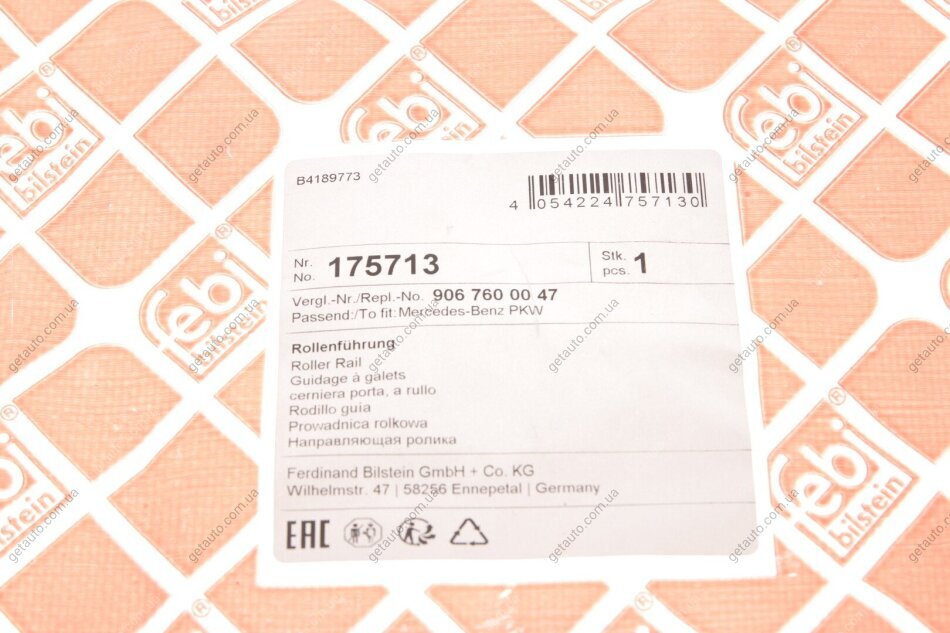 B4189773
4 054224 757130
Nr.
No. 175713
Stk.
pcs. 1
Vergl.-Nr./Repl.-No. 906 760 00 47
Passend:/To fit: Mercedes-Benz PKW
Rollenführung
Roller Rail
Guidage à galets
cerniera porta, a rullo
Rodillo guia
Prowadnica rolkowa
Направляющая ролика
Ferdinand Bilstein GmbH + Co. KG
Wilhelmstr. 47 | 58256 Ennepetal | Germany
EAC
febi
bilstein
getauto.com.ua